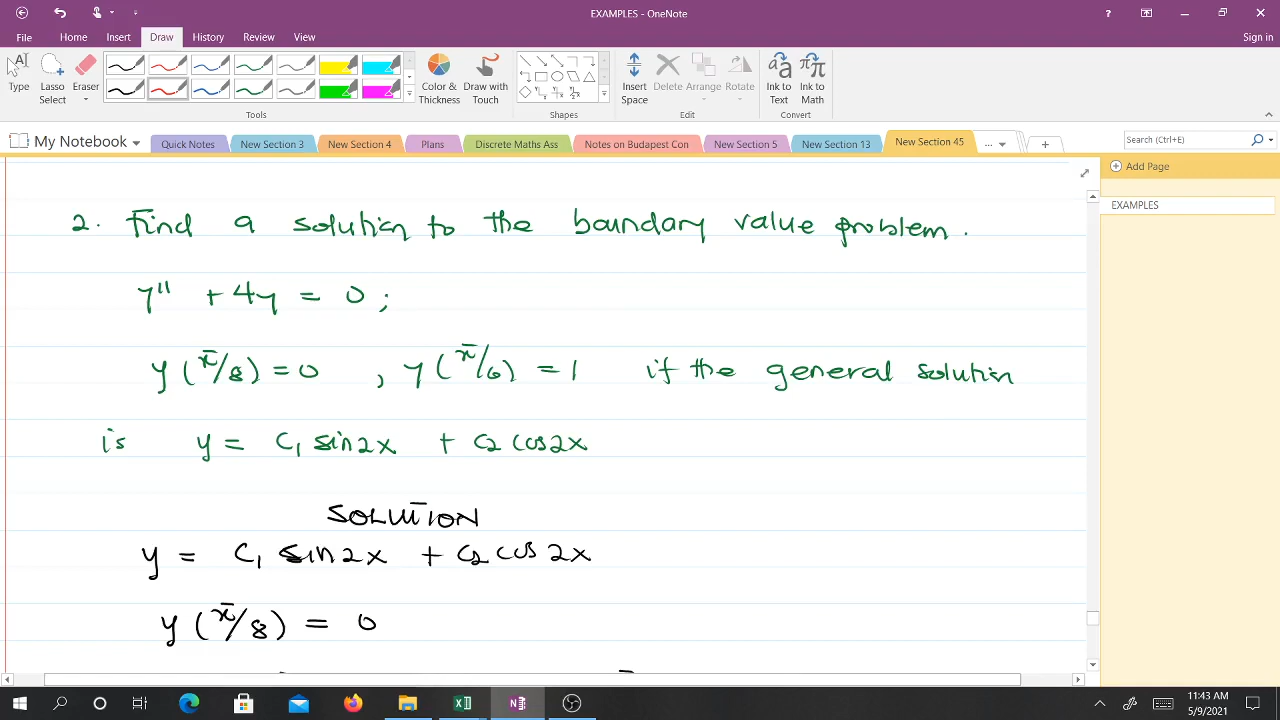 EXAMPLES - OneNote
File Home Insert Draw History Review View Sign in
Type Lasso Select Eraser Color & Thickness Draw with Touch Insert Space Delete Arrange Rotate Ink to Text Ink to Math
Tools Shapes Edit Convert
My Notebook Quick Notes New Section 3 New Section 4 Plans Discrete Maths Ass Notes on Budapest Con New Section 5 New Section 13 New Section 45 ... Search (Ctrl+E)
Add Page
EXAMPLES
2. Find a solution to the boundary value problem.
y'' + 4y = 0 ;
y(π/8) = 0 , y(π/6) = 1 if the general solution
is y = C1 sin2x + C2 cos2x
SOLUTION
y = C1 sin2x + C2 cos 2x
y(π/8) = 0
11:43 AM
5/9/2021